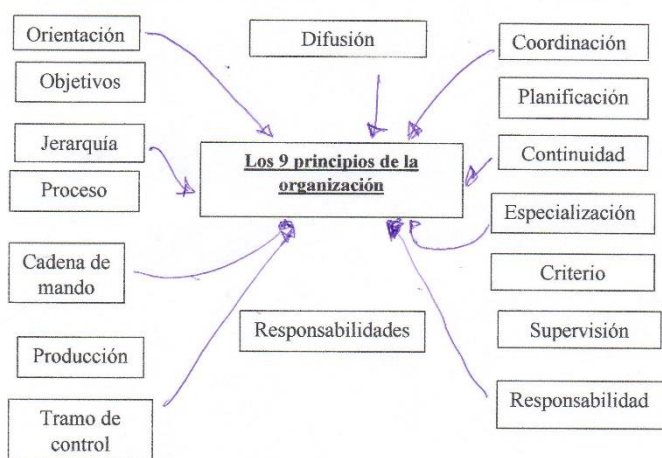 Orientación
Difusión
Coordinación
Objetivos
Planificación
Jerarquía
Los 9 principios de la
organización
Continuidad
Proceso
Especialización
Cadena de
mando
Criterio
Responsabilidades
Supervisión
Producción
Tramo de
control
Responsabilidad